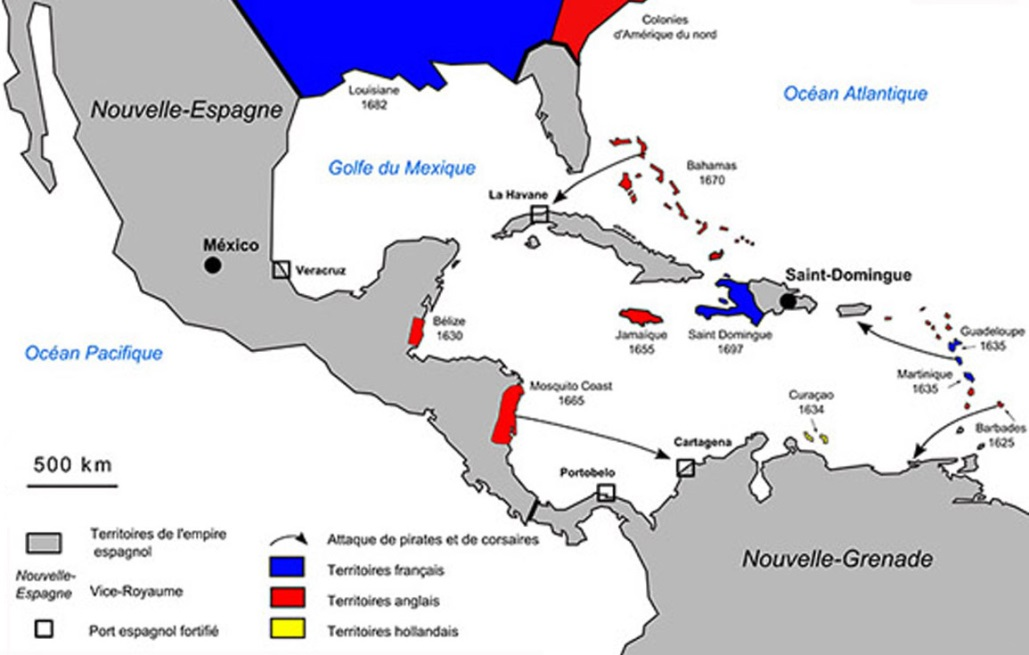 Colonies
d'Amérique du nord
Océan Atlantique
Louisiane
1682
Nouvelle-Espagne
Golfe du Mexique
Bahamas
1670
La Havane
México
Veracruz
Saint-Domingue
Bélize
1630
Jamaïque
1655
Saint Domingue
1697
Guadeloupe
1635
Océan Pacifique
Martinique
1635
Mosquito Coast
1665
Curaçao
1634
Barbades
1625
Cartagena
500 km
Portobelo
Nouvelle-Grenade
Territoires de l'empire
espagnol
Nouvelle-
Espagne
Vice-Royaume
Port espagnol fortifié
Attaque de pirates et de corsaires
Territoires français
Territoires anglais
Territoires hollandais